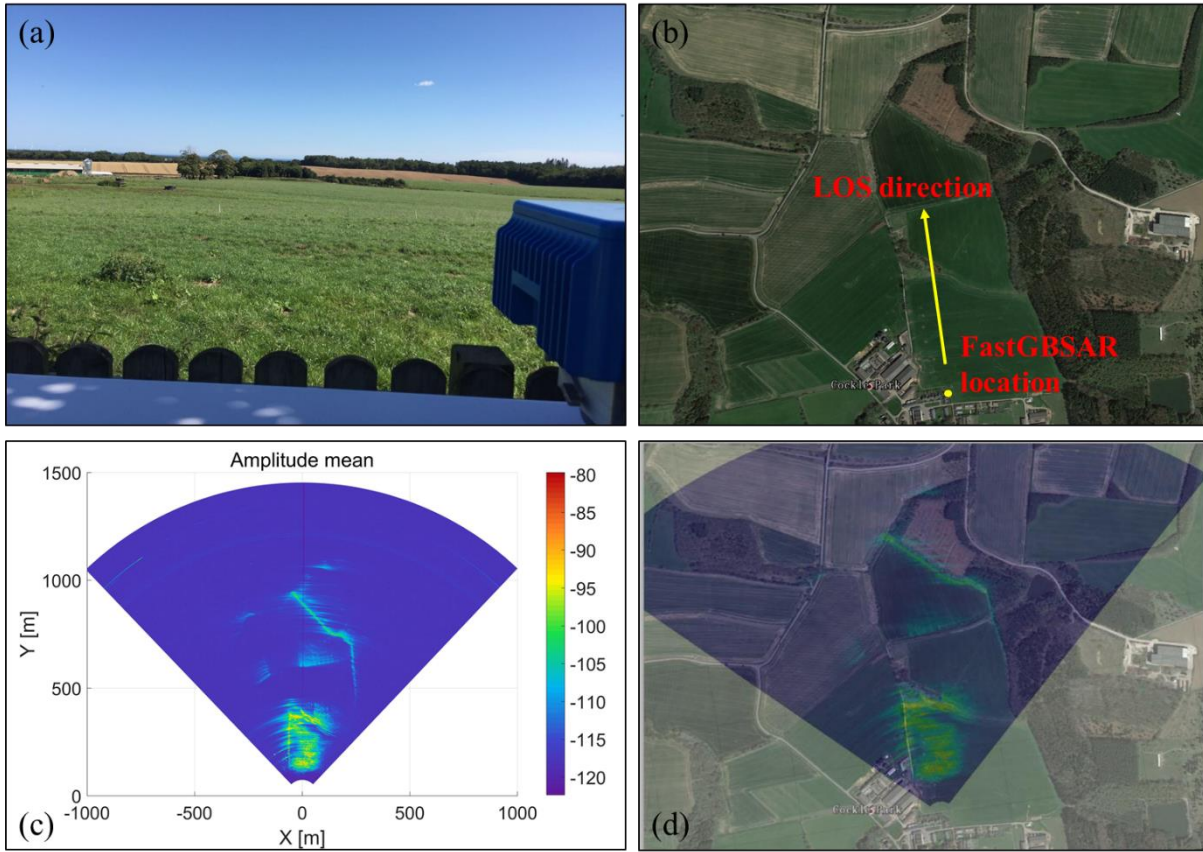 (a)
(b)
LOS direction
FastGBSAR
location
Cockle Park
Amplitude mean
1500
1000
500
0
Y [m]
-1000
-500
0
500
1000
X [m]
-80
-85
-90
-95
-100
-105
-110
-115
-120
(c)
(d)
Cockle Park